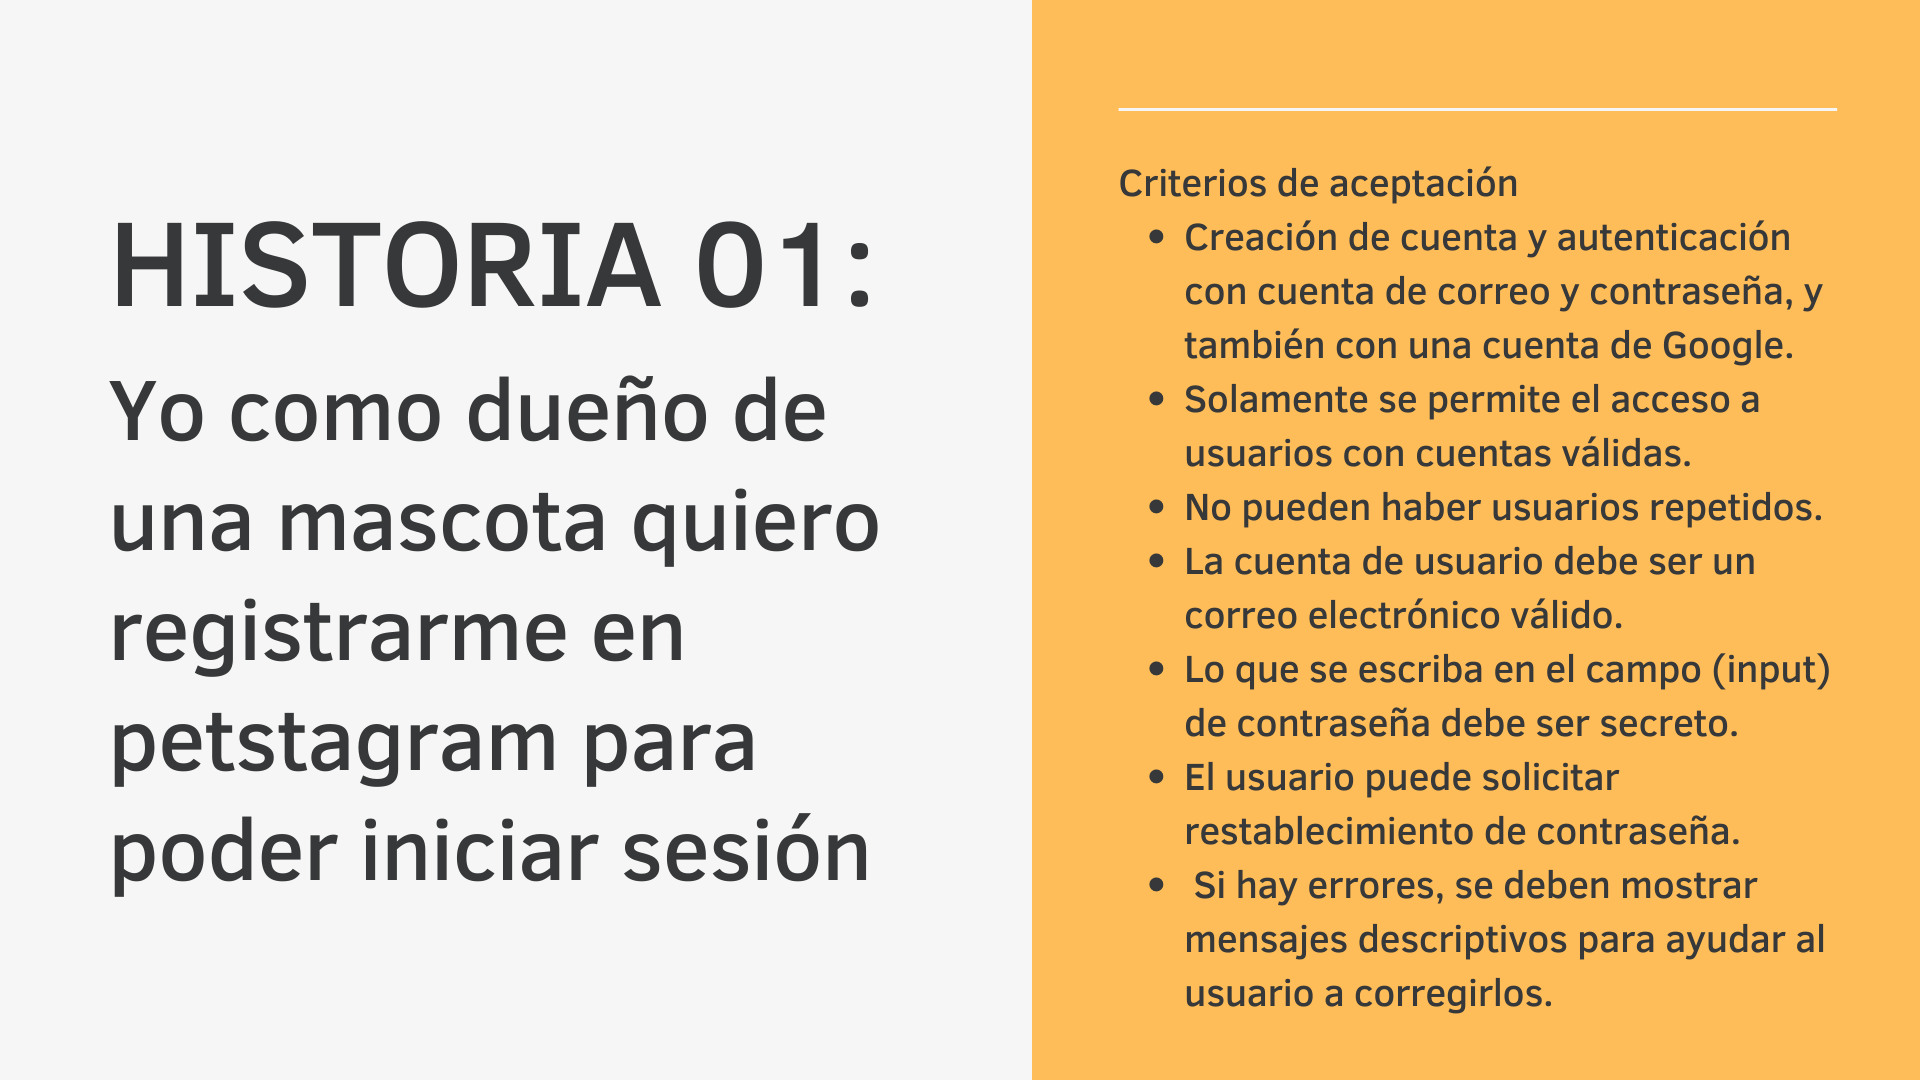 HISTORIA 01:
Yo como dueño de
una mascota quiero
registrarme en
petstagram para
poder iniciar sesión
Criterios de aceptación
• Creación de cuenta y autenticación
con cuenta de correo y contraseña, y
también con una cuenta de Google.
• Solamente se permite el acceso a
usuarios con cuentas válidas.
• No pueden haber usuarios repetidos.
• La cuenta de usuario debe ser un
correo electrónico válido.
• Lo que se escriba en el campo (input)
de contraseña debe ser secreto.
• El usuario puede solicitar
restablecimiento de contraseña.
• Si hay errores, se deben mostrar
mensajes descriptivos para ayudar al
usuario a corregirlos.